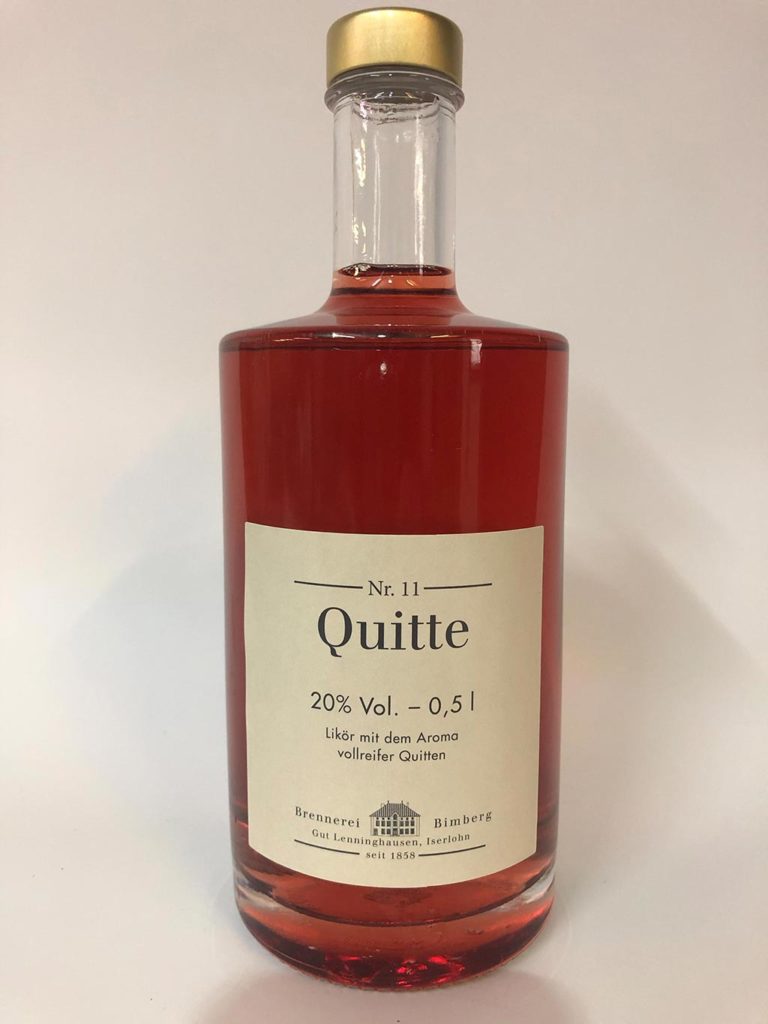 Nr. 11
Quitte
20% Vol. – 0,5 l
Likör mit dem Aroma
vollreifer Quitten
Brennerei Bimberg
Gut Lenninghausen, Iserlohn
seit 1858